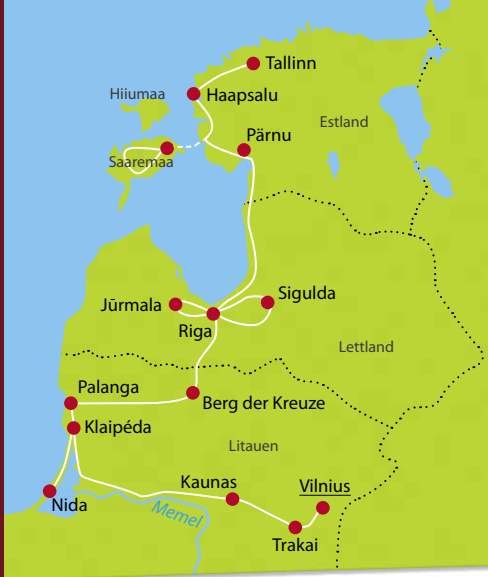 Tallinn
Hiiumaa
Haapsalu
Estland
Pärnu
Saaremaa
Sigulda
Jūrmala
Riga
Lettland
Palanga
Berg der Kreuze
Klaipéda
Litauen
Kaunas
Vilnius
Nida
Memel
Trakai